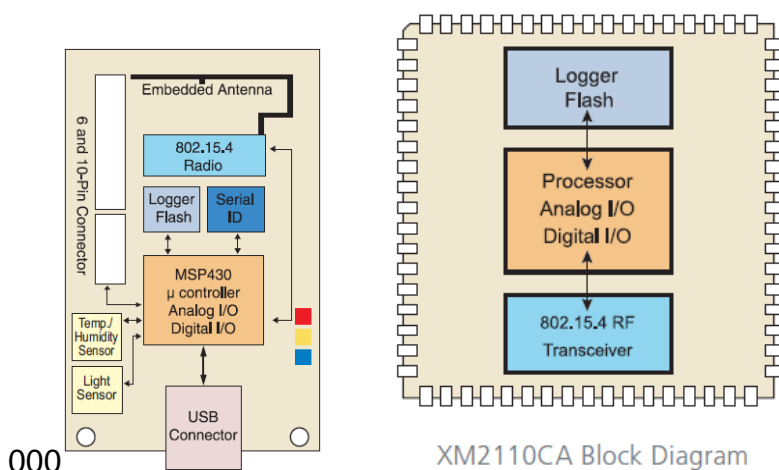 Embedded Antenna
6 and 10-Pin Connector
802.15.4
Radio
Logger
Flash
Serial
ID
MSP430
µ controller
Analog I/O
Digital I/O
Temp./
Humidity
Sensor
Light
Sensor
USB
Connector
000
Logger
Flash
Processor
Analog I/O
Digital I/O
802.15.4 RF
Transceiver
XM2110CA Block Diagram